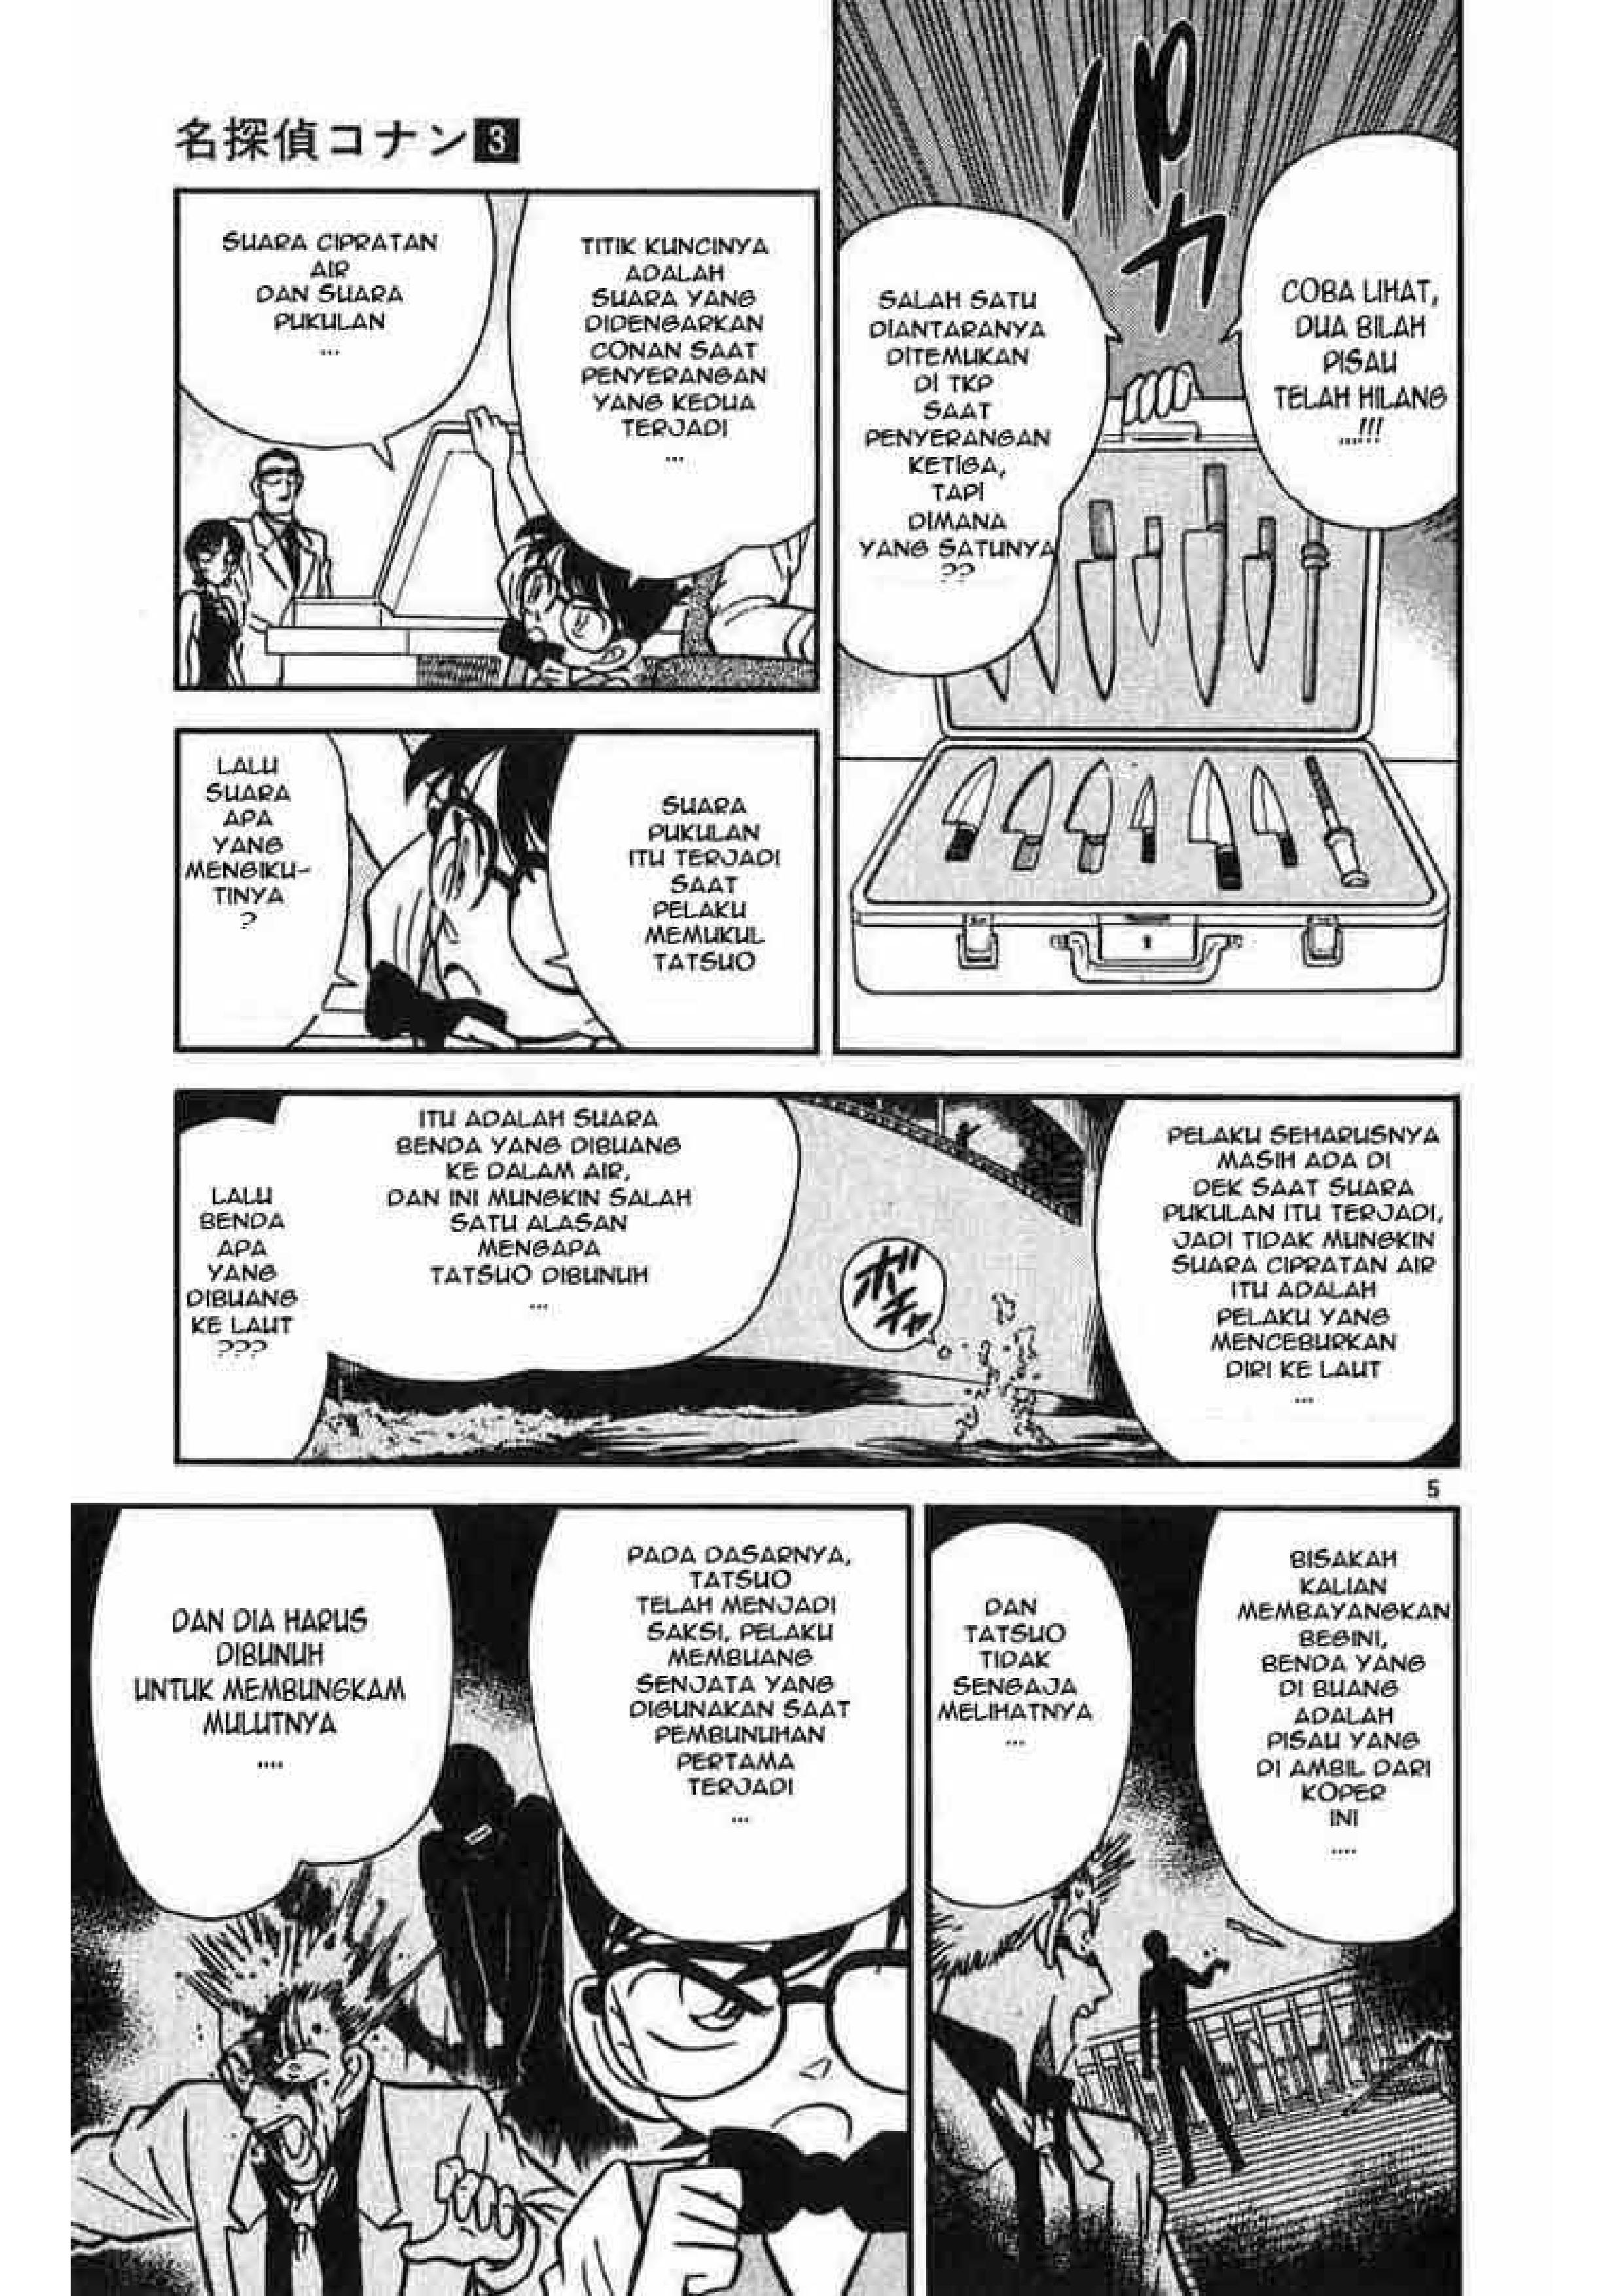 名探偵コナン3
パカ
COBA LIHAT,
DUA BILAH
PISAU
TELAH HILANG
...!!!
SALAH SATU
DIANTARANYA
DITEMUKAN
DI TKP
SAAT
PENYERANGAN
KETIGA,
TAPI
DIMANA
YANG SATUNYA
??
TITIK KUNCINYA
ADALAH
SUARA YANG
DIDENGARKAN
CONAN SAAT
PENYERANGAN
YANG KEDUA
TERJADI
...
SUARA CIPRATAN
AIR
DAN SUARA
PUKULAN
...
SUARA
PUKULAN
ITU TERJADI
SAAT
PELAKU
MEMUKUL
TATSUO
LALU
SUARA
APA
YANG
MENGIKU-
TINYA
?
PELAKU SEHARUSNYA
MASIH ADA DI
DEK SAAT SUARA
PUKULAN ITU TERJADI,
JADI TIDAK MUNGKIN
SUARA CIPRATAN AIR
ITU ADALAH
PELAKU YANG
MENCEBURKAN
DIRI KE LAUT
...
ボチャ
ITU ADALAH SUARA
BENDA YANG DIBUANG
KE DALAM AIR,
DAN INI MUNGKIN SALAH
SATU ALASAN
MENGAPA
TATSUO DIBUNUH
...
LALU
BENDA
APA
YANG
DIBUANG
KE LAUT
???
5
BISAKAH
KALIAN
MEMBAYANGKAN
BEGINI,
BENDA YANG
DI BUANG
ADALAH
PISAU YANG
DI AMBIL DARI
KOPER
INI
....
DAN
TATSUO
TIDAK
SENGAJA
MELIHATNYA
...
PADA DASARNYA,
TATSUO
TELAH MENJADI
SAKSI, PELAKU
MEMBUANG
SENJATA YANG
DIGUNAKAN SAAT
PEMBUNUHAN
PERTAMA
TERJADI
...
DAN DIA HARUS
DIBUNUH
UNTUK MEMBUNGKAM
MULUTNYA
....